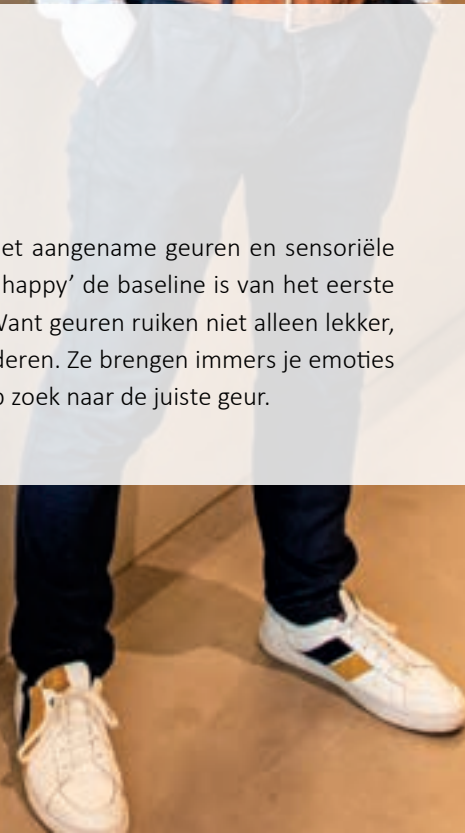 et aangename geuren en sensoriële
happy’ de baseline is van het eerste
Want geuren ruiken niet alleen lekker,
deren. Ze brengen immers je emoties
zoek naar de juiste geur.